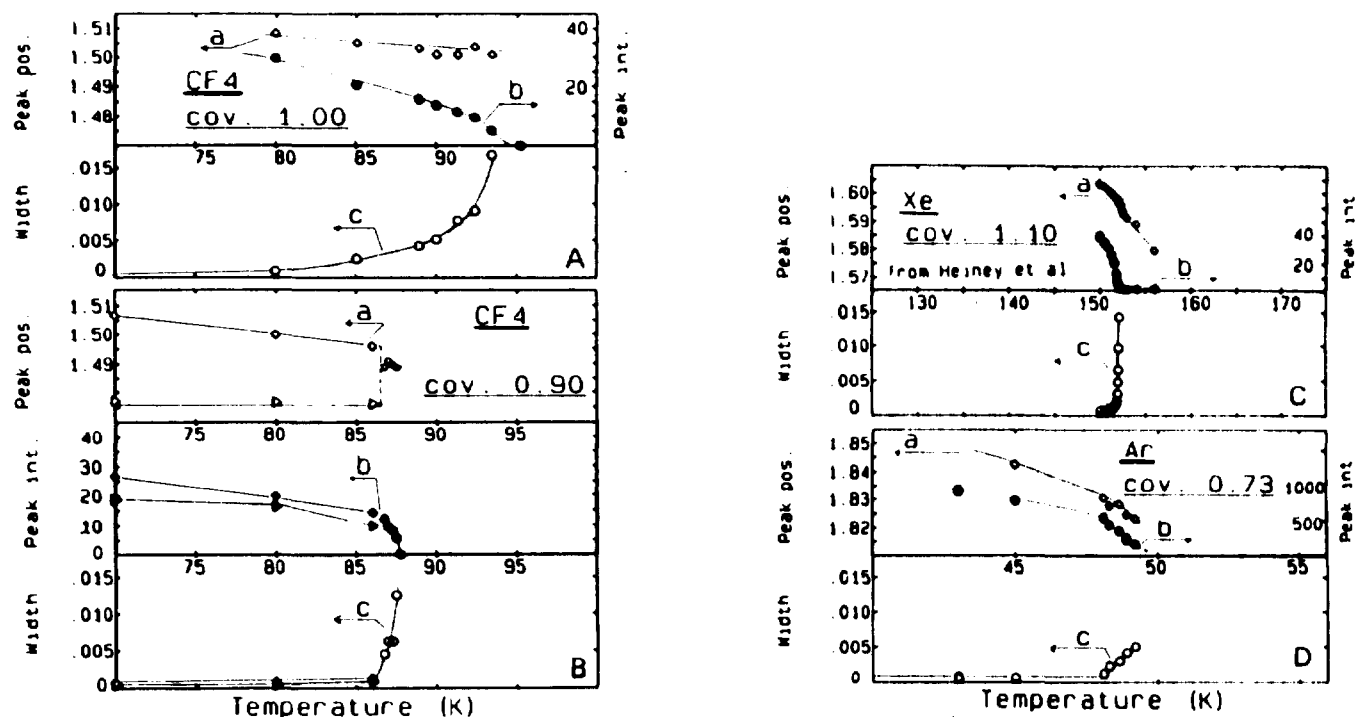 Peak pos.
1.51
1.50
1.49
1.48
a
b
CF4
cov. 1.00
40
20
Peak int.
75
80
85
90
Width
.015
.010
.005
0
c
A
Peak pos.
1.51
1.50
1.49
a
CF4
cov. 0.90
75
80
85
90
95
Peak int.
40
30
20
10
0
b
75
80
85
90
95
Width
.015
.010
.005
0
c
B
Temperature (K)
Peak pos.
1.60
1.59
1.58
1.57
a
Xe
cov. 1.10
from Heiney et al
b
40
20
Peak int
130
140
150
160
170
Width
.015
.010
.005
0
c
C
Peak pos.
1.85
1.84
1.83
1.82
a
Ar
cov. 0.73
b
1000
500
Peak int
45
50
55
Width
.015
.010
.005
0
c
D
Temperature (K)